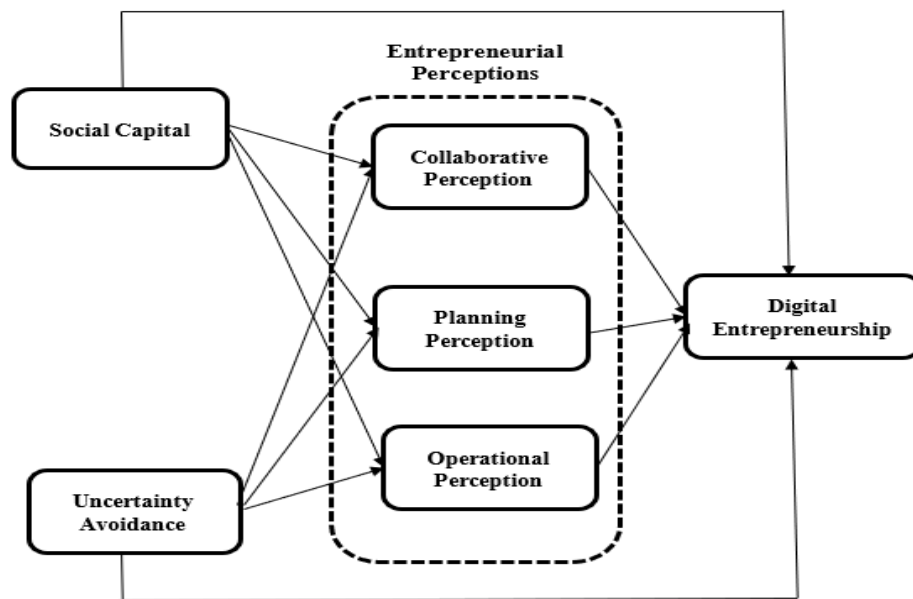 Entrepreneurial
Perceptions
Social Capital
Collaborative
Perception
Planning
Perception
Digital
Entrepreneurship
Operational
Perception
Uncertainty
Avoidance